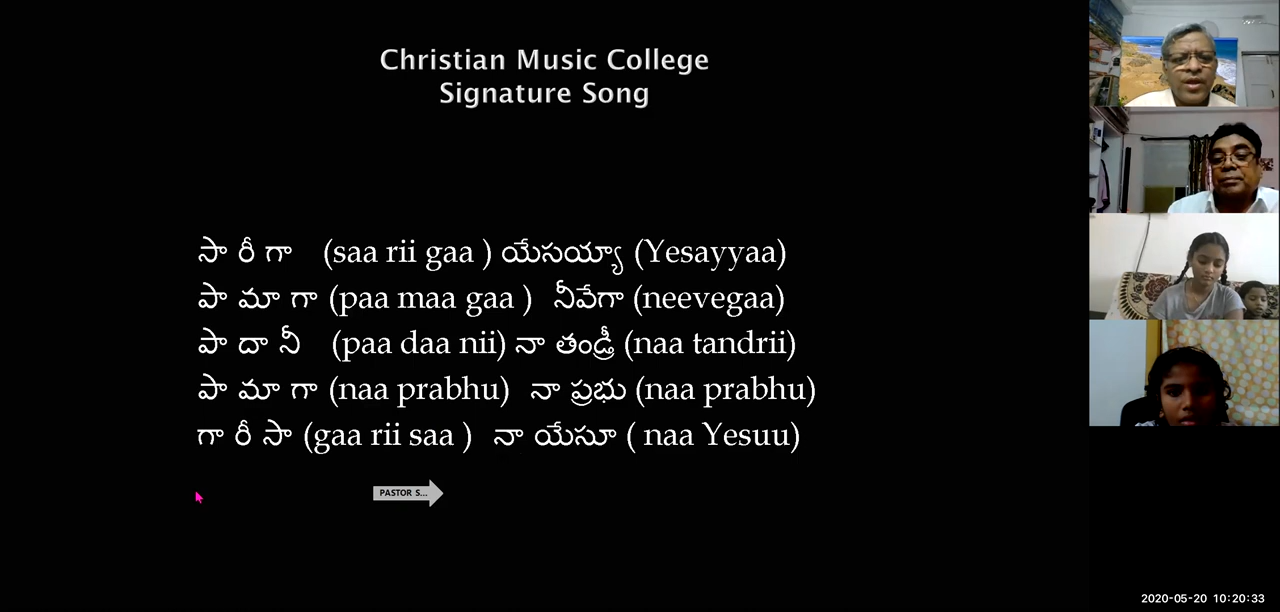 Christian Music College
Signature Song
సా రీ గా (saa rii gaa ) యేసయ్యా (Yesayyaa)
పా మా గా (paa maa gaa ) నీవేగా (neevegaa)
పా దా నీ (paa daa nii) నా తండ్రీ (naa tandrii)
పా మా గా (naa prabhu) నా ప్రభు (naa prabhu)
గా రీ సా (gaa rii saa ) నా యేసూ ( naa Yesuu)
PASTOR S...
2020-05-20 10:20:33